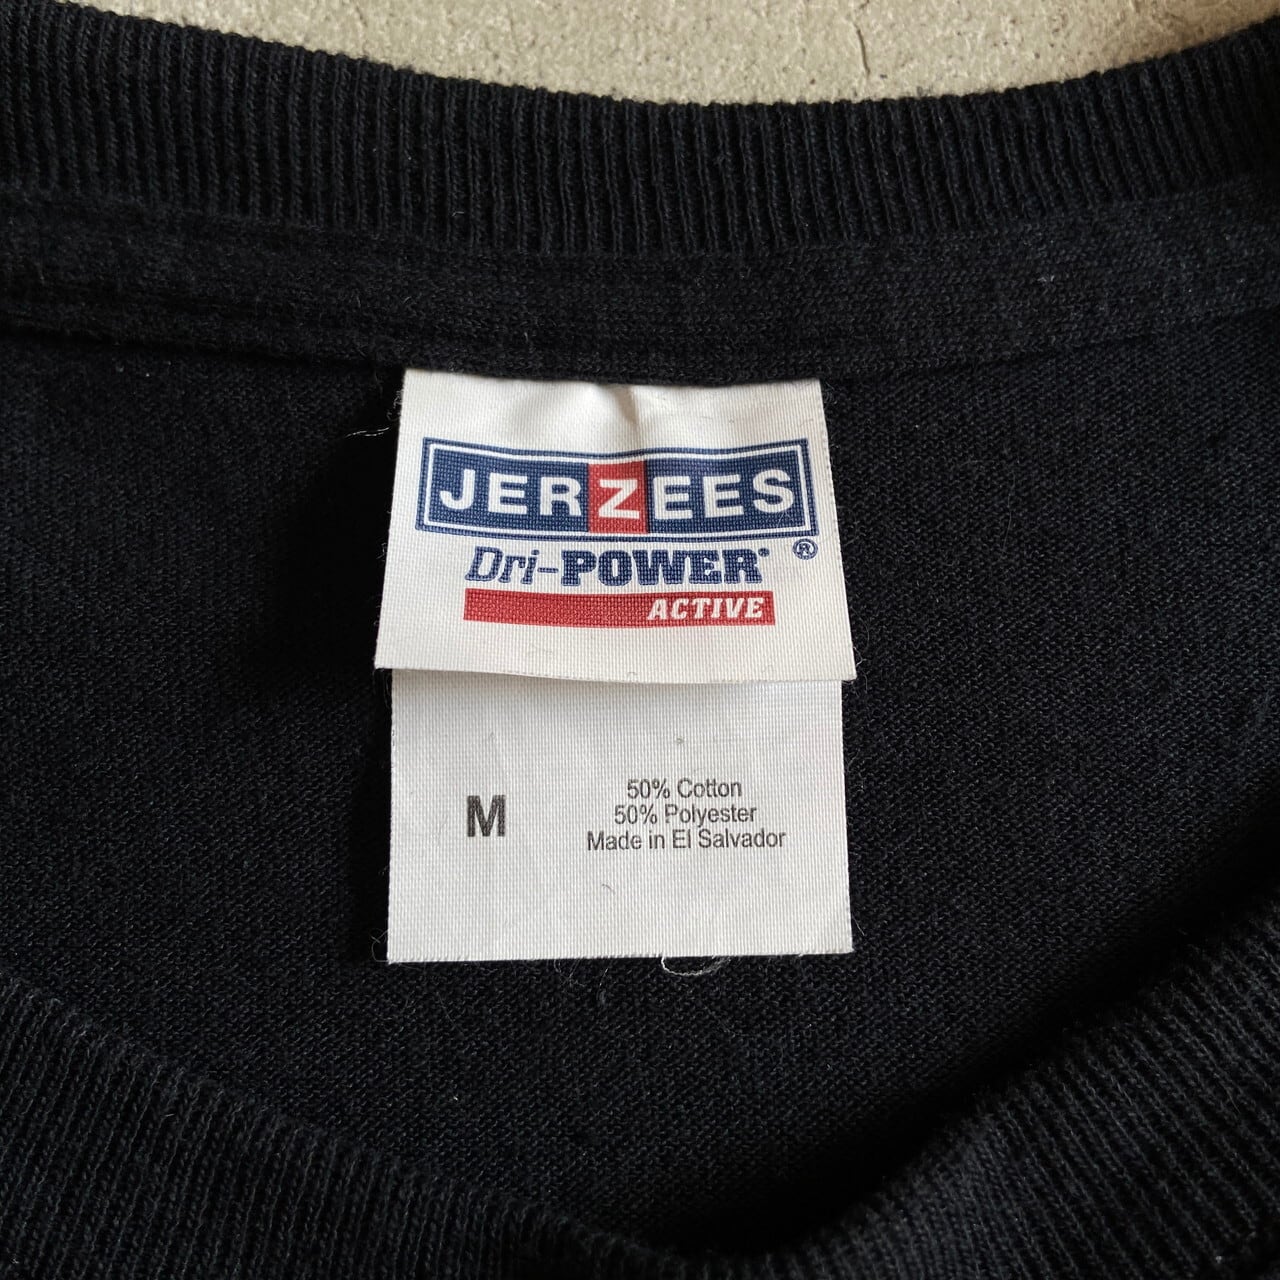 JERZEES
Dri-POWER®
®
ACTIVE
M
50% Cotton
50% Polyester
Made in El Salvador